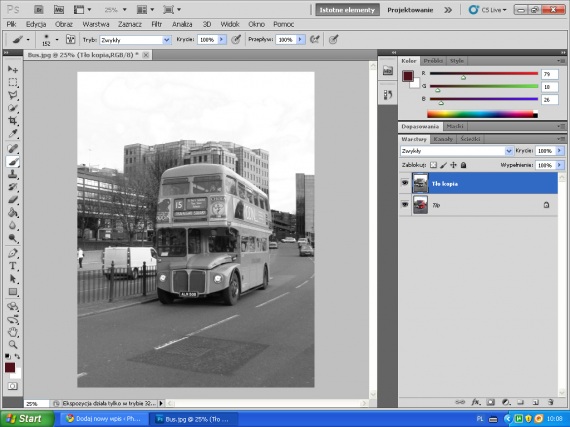 Ps Br Mb 25% Istotne elementy Projektowanie >> CS Live
Plik Edycja Obraz Warstwa Zaznacz Filtr Analiza 3D Widok Okno Pomoc
152 Tryb: Zwykły Krycie: 100% Przepływ: 100%
Bus.jpg @ 25% (Tło kopia,RGB/8) *
Kolor Próbki Style
R 79
G 18
B 26
Dopasowania Maski
Warstwy Kanały Ścieżki
Zwykły Krycie: 100%
Zablokuj: Wypełnienie: 100%
Tło kopia
Tło
15
25% Ekspozycja działa tylko w trybie 32...
Start Dodaj nowy wpis - Ph... Bus.jpg @ 25% (Tło ... PL 10:08